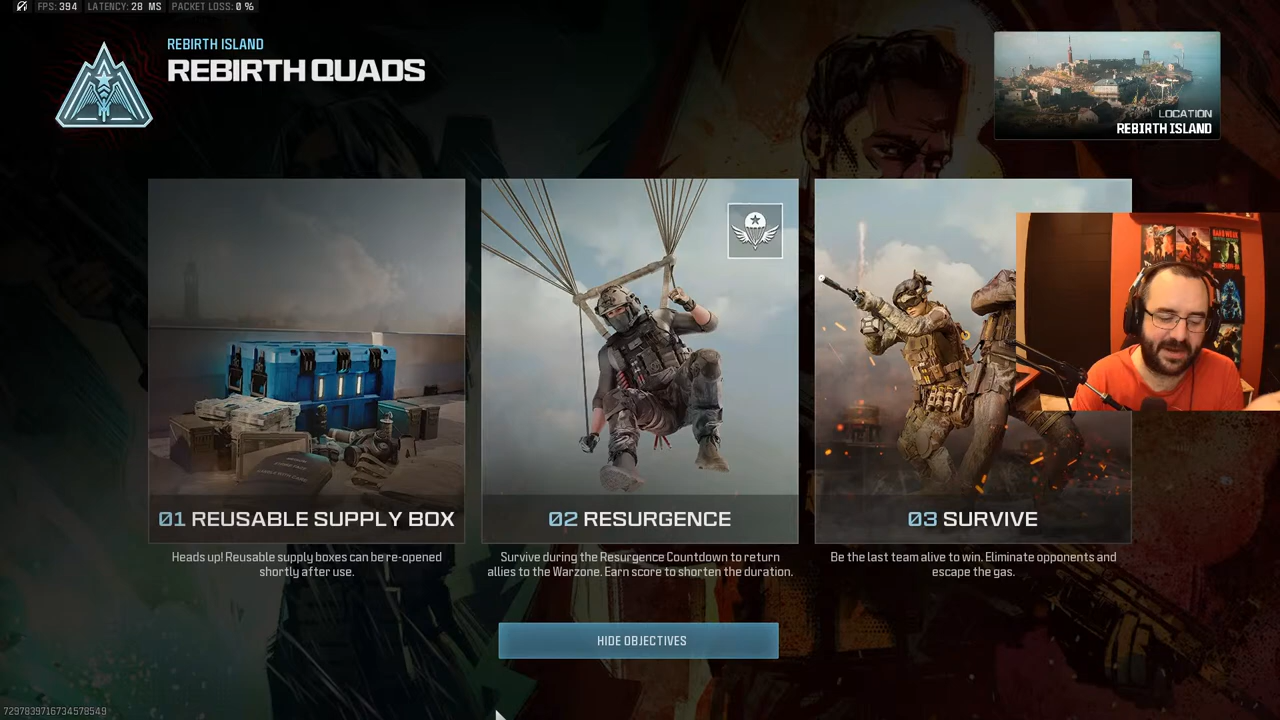 FPS: 394 LATENCY: 28 MS PACKET LOSS: 0 %
REBIRTH ISLAND
REBIRTH QUADS
LOCATION
REBIRTH ISLAND
HARD WORK
01 REUSABLE SUPPLY BOX
02 RESURGENCE
03 SURVIVE
Heads up! Reusable supply boxes can be re-opened
shortly after use.
Survive during the Resurgence Countdown to return
allies to the Warzone. Earn score to shorten the duration.
Be the last team alive to win. Eliminate opponents and
escape the gas.
HIDE OBJECTIVES
7297839716734578549